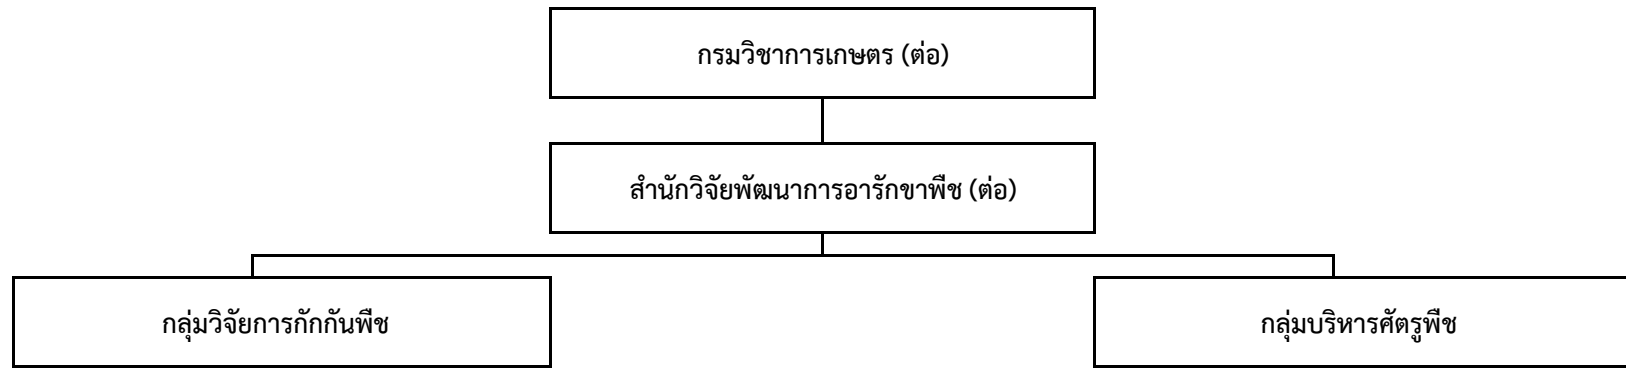 กรมวิชาการเกษตร (ต่อ)
สำนักวิจัยพัฒนาการอารักขาพืช (ต่อ)
กลุ่มวิจัยการกักกันพืช
กลุ่มบริหารศัตรูพืช